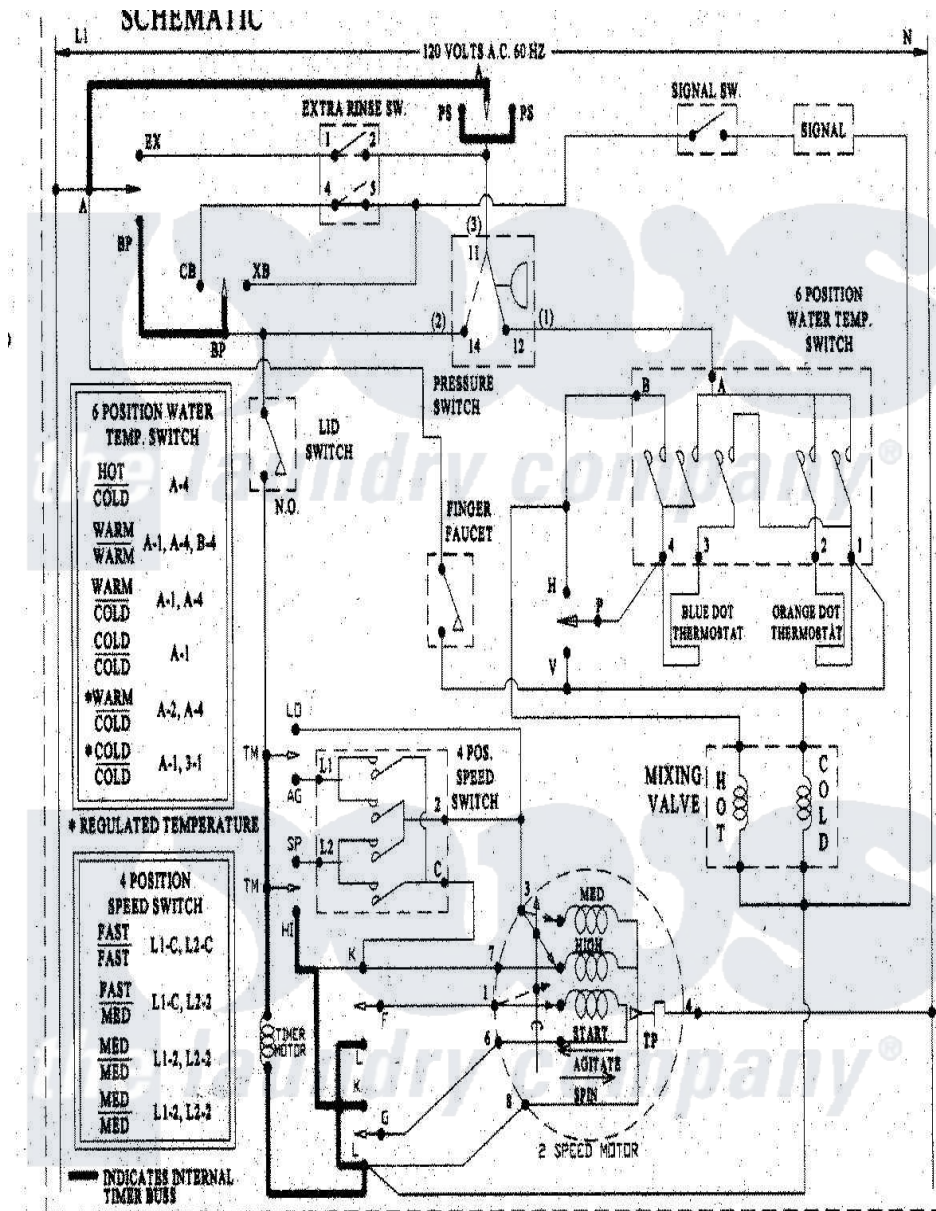 SCHEMATIC
L1
N
120 VOLTS A.C. 60 HZ
A
PS
PS
SIGNAL SW.
SIGNAL
EXTRA RINSE SW.
EX
1
2
4
5
A
BP
CB
XB
BP
(3)
11
(2)
(1)
14
12
PRESSURE
SWITCH
6 POSITION
WATER TEMP.
SWITCH
B
A
4
3
2
1
BLUE DOT
THERMOSTAT
ORANGE DOT
THERMOSTAT
LID
SWITCH
N.O.
FINGER
FAUCET
H
P
V
6 POSITION WATER
TEMP. SWITCH
HOT
COLD
A-4
WARM
WARM
A-1, A-4, B-4
WARM
COLD
A-1, A-4
COLD
COLD
A-1
*WARM
COLD
A-2, A-4
*COLD
COLD
A-1, 3-1
* REGULATED TEMPERATURE
LO
TM
AG
SP
TM
HI
L1
L2
2
C
4 POS.
SPEED
SWITCH
MIXING
VALVE
HOT
COLD
4 POSITION
SPEED SWITCH
FAST
FAST
L1-C, L2-C
FAST
MED
L1-C, L2-2
MED
MED
L1-2, L2-2
MED
MED
L1-2, L2-2
INDICATES INTERNAL
TIMER BUSS
TIMER
MOTOR
K
F
L
K
G
L
3
7
1
6
8
4
MED
HIGH
START
TP
AGITATE
SPIN
2 SPEED MOTOR
the laundry company®
the laundry company®